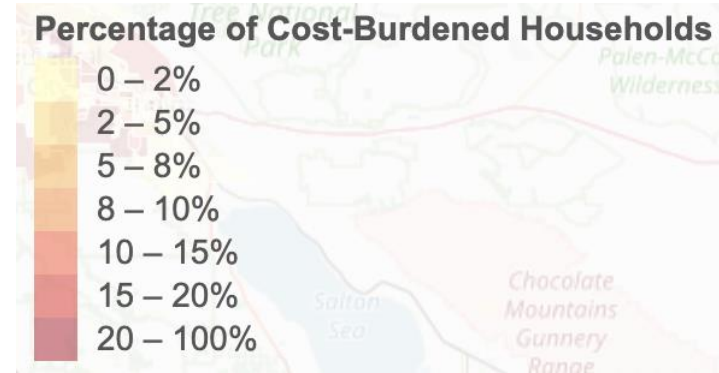 Tree National
Park
Percentage of Cost-Burdened Households
Palen-McCo
Wilderness
0 – 2%
2 – 5%
5 – 8%
8 – 10%
10 – 15%
15 – 20%
20 – 100%
Salton
Sea
Chocolate
Mountains
Gunnery
Range